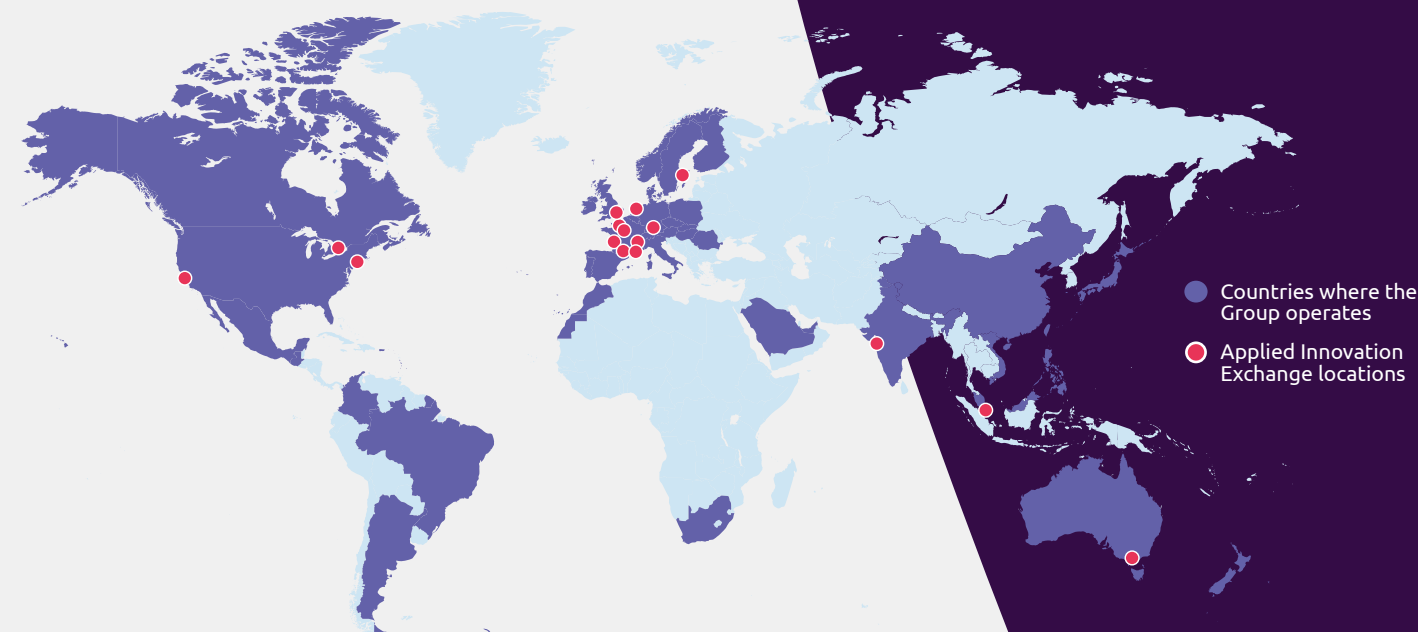 Countries where the
Group operates
Applied Innovation
Exchange locations